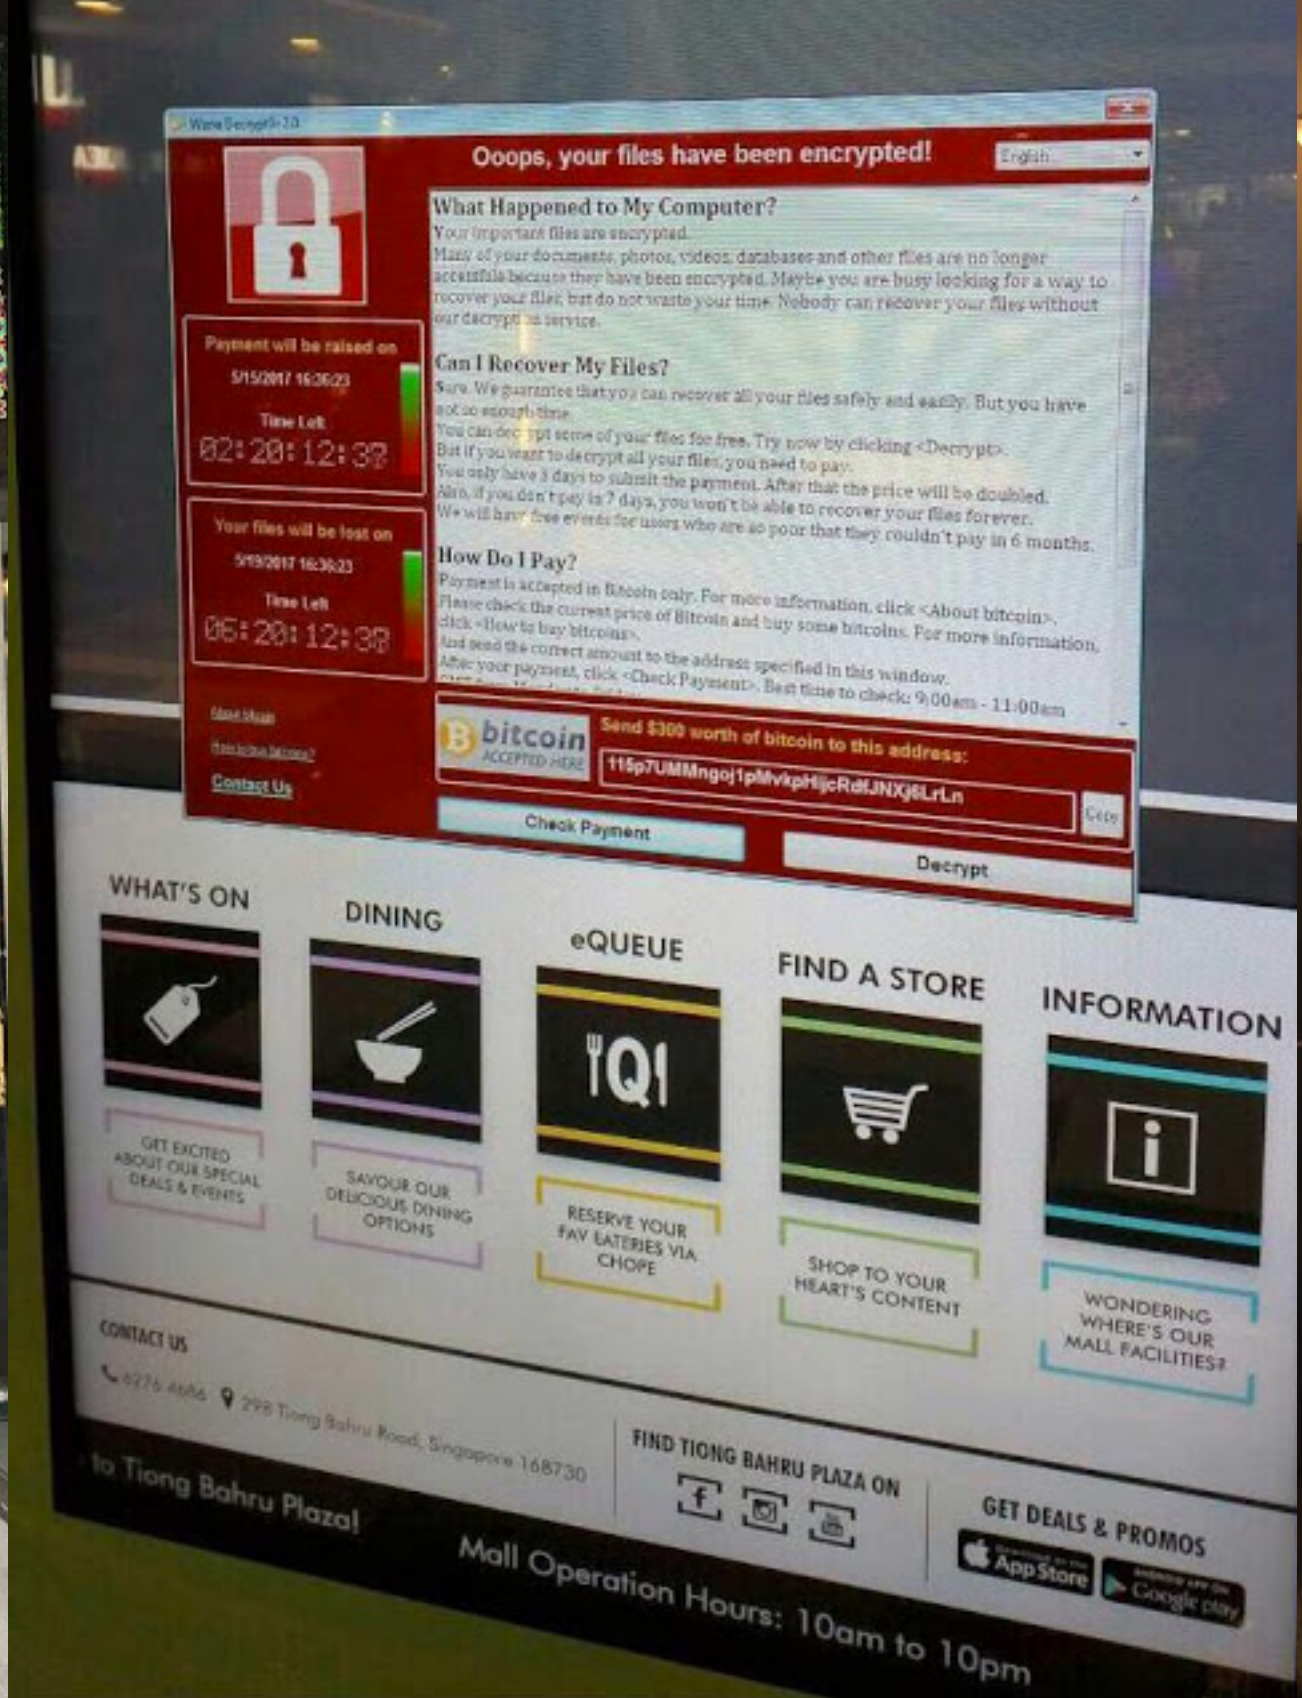 Wana Decrypt0r 2.0
Ooops, your files have been encrypted!
English
What Happened to My Computer?
Your important files are encrypted.
Many of your documents, photos, videos, databases and other files are no longer
accessible because they have been encrypted. Maybe you are busy looking for a way to
recover your files, but do not waste your time. Nobody can recover your files without
our decryption service.
Can I Recover My Files?
Sure. We guarantee that you can recover all your files safely and easily. But you have
not so enough time.
You can decrypt some of your files for free. Try now by clicking <Decrypt>.
But if you want to decrypt all your files, you need to pay.
You only have 3 days to submit the payment. After that the price will be doubled.
Also, if you don't pay in 7 days, you won't be able to recover your files forever.
We will have free events for users who are so poor that they couldn't pay in 6 months.
How Do I Pay?
Payment is accepted in Bitcoin only. For more information, click <About bitcoin>.
Please check the current price of Bitcoin and buy some bitcoins. For more information,
click <How to buy bitcoins>.
And send the correct amount to the address specified in this window.
After your payment, click <Check Payment>. Best time to check: 9:00am - 11:00am
Payment will be raised on
5/15/2017 16:36:23
Time Left
02:20:12:37
Your files will be lost on
5/19/2017 16:36:23
Time Left
06:20:12:38
About bitcoin
How to buy bitcoins?
Contact Us
bitcoin
ACCEPTED HERE
Send $300 worth of bitcoin to this address:
115p7UMMngoj1pMvkpHijcRdfJNXj6LrLn
Copy
Check Payment
Decrypt
WHAT'S ON
DINING
eQUEUE
FIND A STORE
INFORMATION
Q
i
GET EXCITED
ABOUT OUR SPECIAL
DEALS & EVENTS
SAVOUR OUR
DELICIOUS DINING
OPTIONS
RESERVE YOUR
FAV EATERIES VIA
CHOPE
SHOP TO YOUR
HEART'S CONTENT
WONDERING
WHERE'S OUR
MALL FACILITIES?
CONTACT US
6276 4686
298 Tiong Bahru Road, Singapore 168730
FIND TIONG BAHRU PLAZA ON
f
GET DEALS & PROMOS
App Store
ANDROID APP ON
Google play
to Tiong Bahru Plaza!
Mall Operation Hours: 10am to 10pm